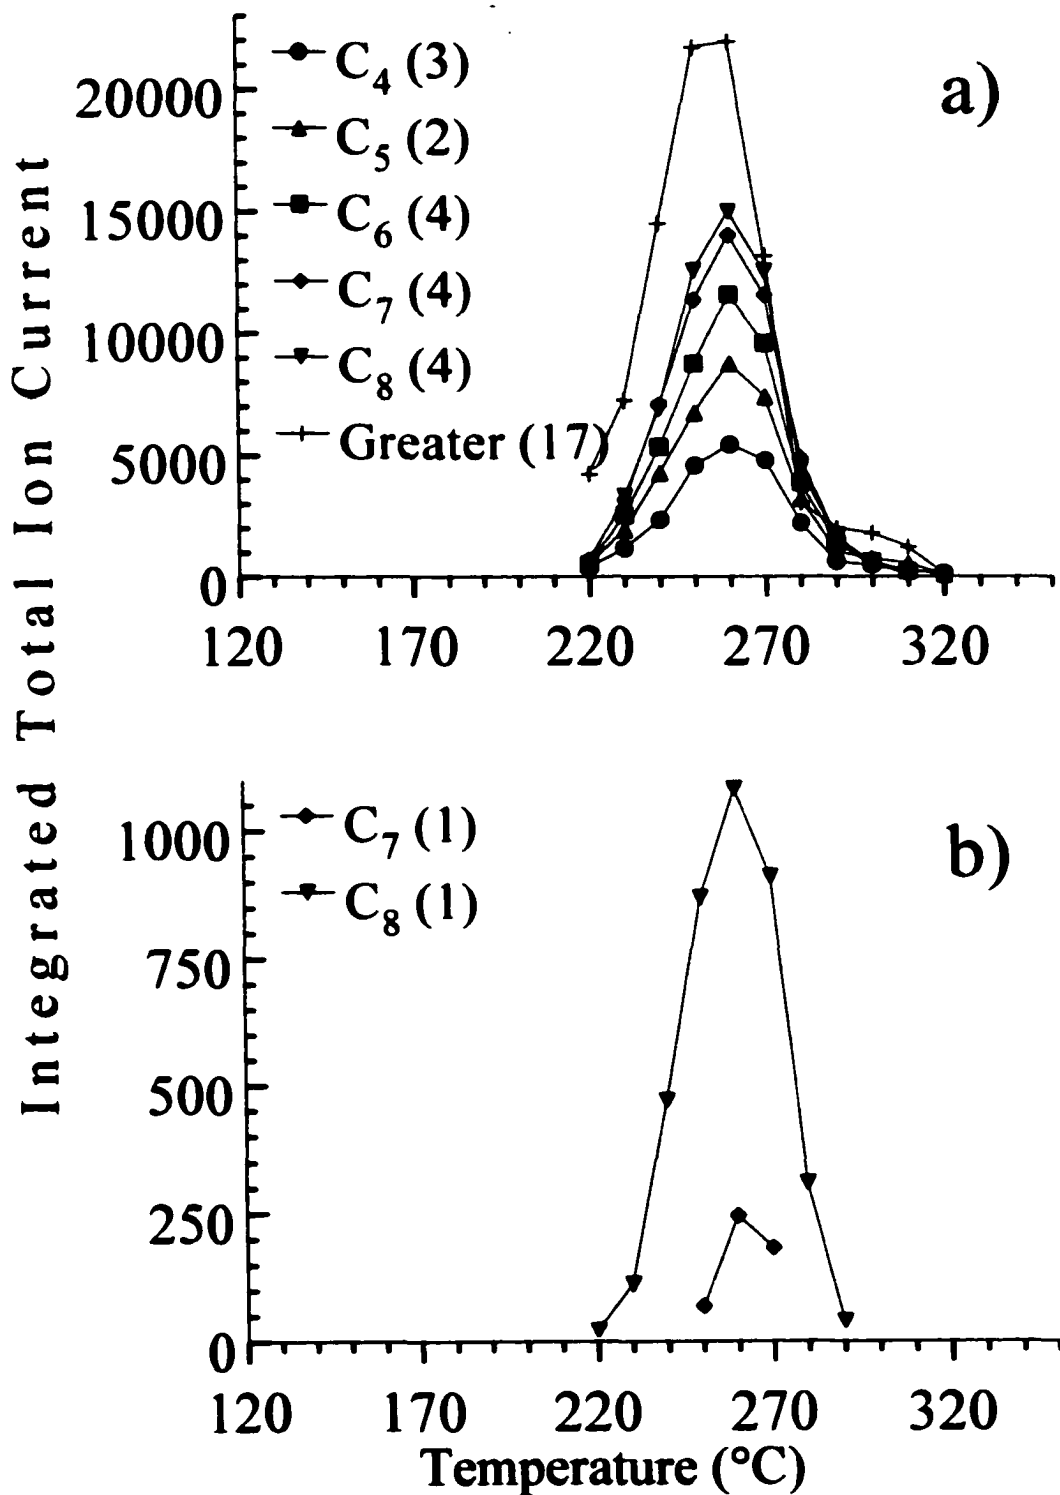 Integrated Total Ion Current
a)
C4 (3)
C5 (2)
C6 (4)
C7 (4)
C8 (4)
Greater (17)
20000
15000
10000
5000
0
120 170 220 270 320
b)
C7 (1)
C8 (1)
1000
750
500
250
0
120 170 220 270 320
Temperature (°C)